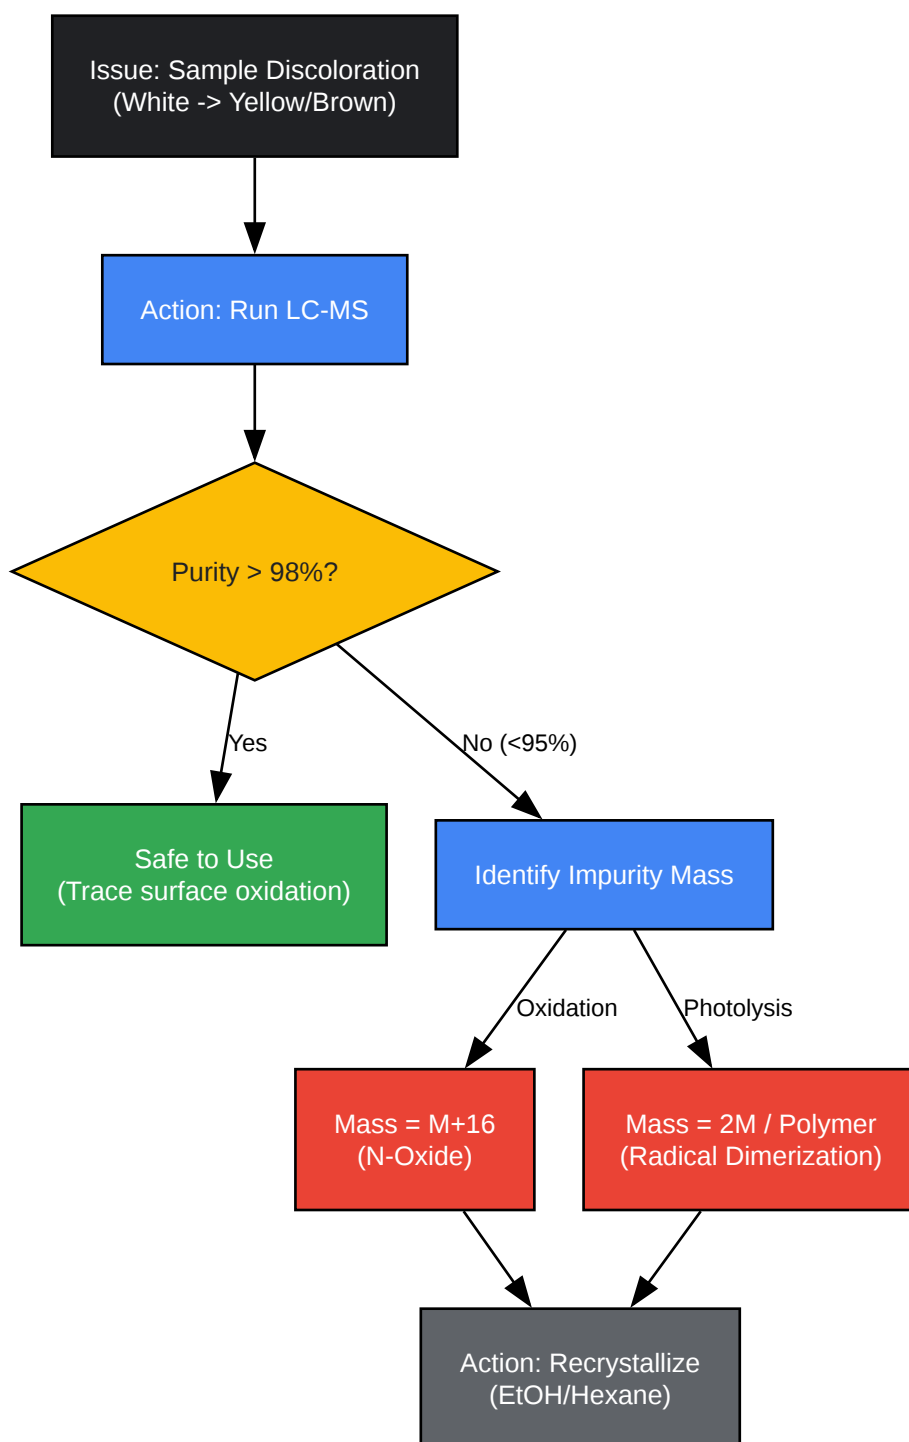 Issue: Sample Discoloration
(White -> Yellow/Brown)
Action: Run LC-MS
Purity > 98%?
Yes
No (<95%)
Safe to Use
(Trace surface oxidation)
Identify Impurity Mass
Oxidation
Photolysis
Mass = M+16
(N-Oxide)
Mass = 2M / Polymer
(Radical Dimerization)
Action: Recrystallize
(EtOH/Hexane)